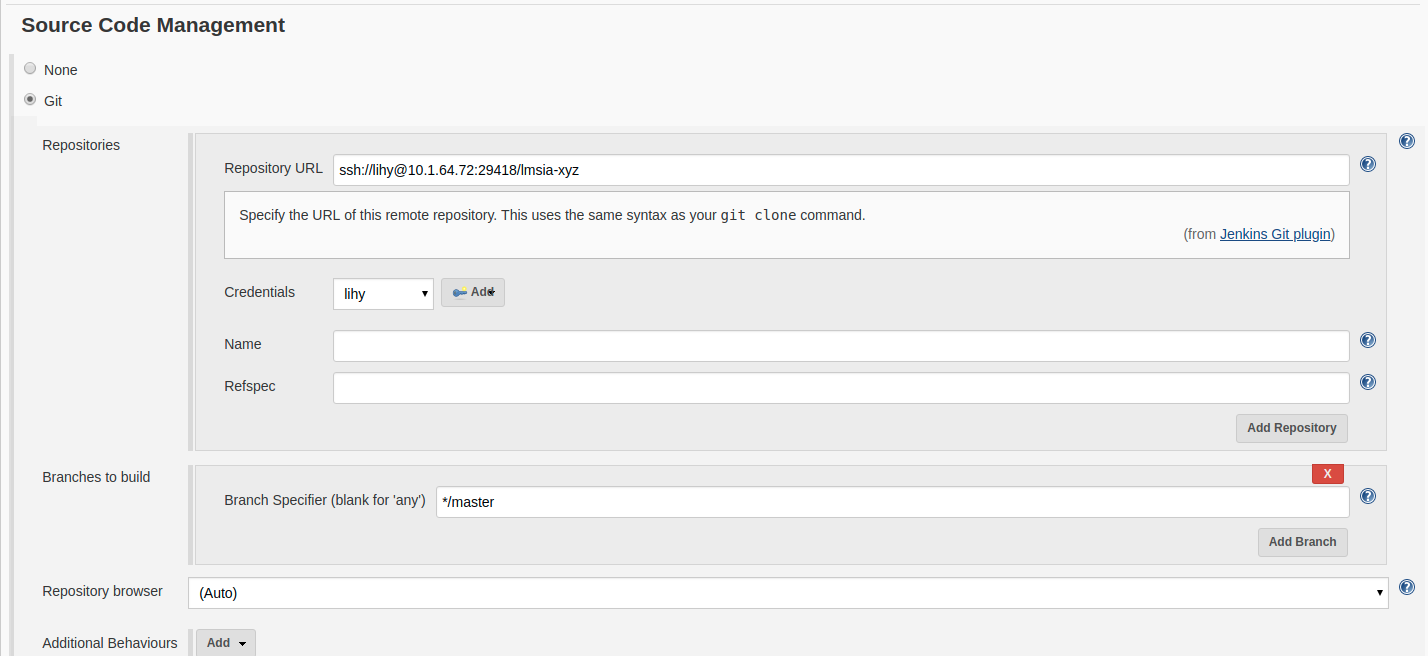 Source Code Management
None
Git
Repositories
Repository URL ssh://lihy@10.1.64.72:29418/lmsia-xyz
Specify the URL of this remote repository. This uses the same syntax as your git clone command.
(from Jenkins Git plugin)
Credentials lihy Add
Name
Refspec
Add Repository
Branches to build
X
Branch Specifier (blank for 'any') */master
Add Branch
Repository browser (Auto)
Additional Behaviours Add